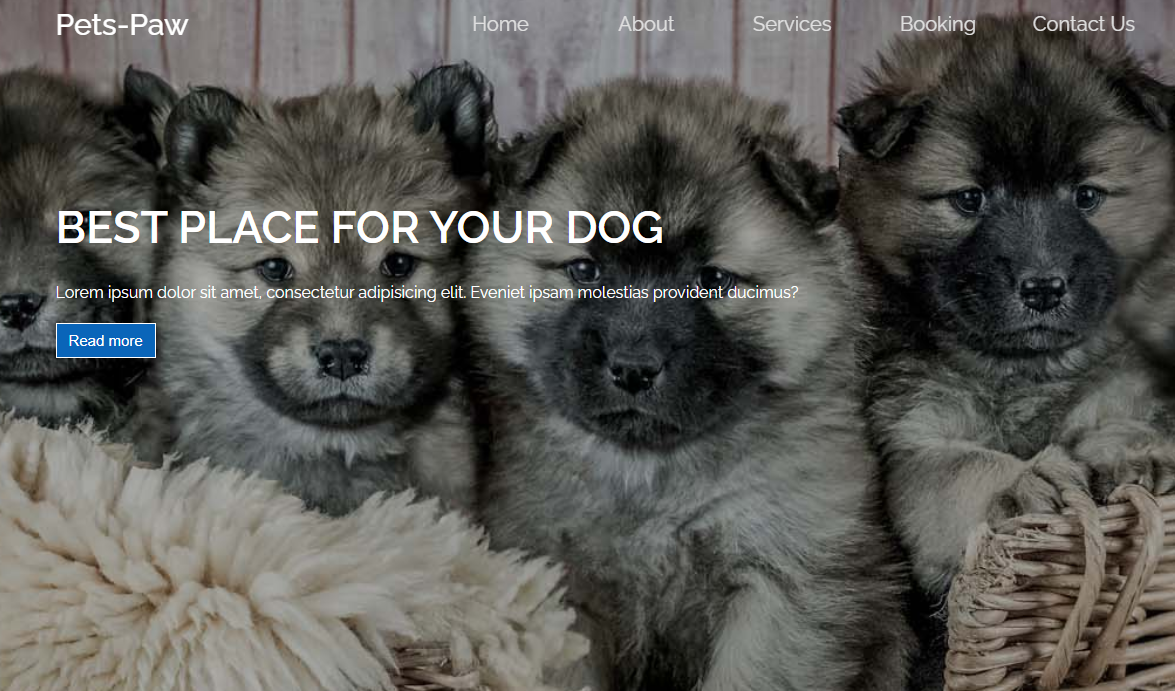 Pets-Paw
Home About Services Booking Contact Us
BEST PLACE FOR YOUR DOG
Lorem ipsum dolor sit amet, consectetur adipisicing elit. Eveniet ipsam molestias provident ducimus?
Read more